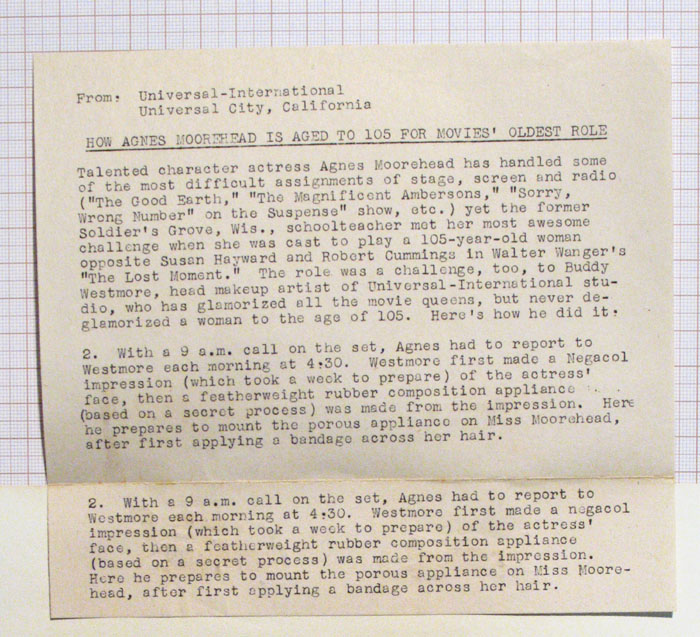 From: Universal-International
Universal City, California
HOW AGNES MOOREHEAD IS AGED TO 105 FOR MOVIES' OLDEST ROLE
Talented character actress Agnes Moorehead has handled some
of the most difficult assignments of stage, screen and radio
("The Good Earth," "The Magnificent Ambersons," "Sorry,
Wrong Number" on the Suspense" show, etc.) yet the former
Soldier's Grove, Wis., schoolteacher met her most awesome
challenge when she was cast to play a 105-year-old woman
opposite Susan Hayward and Robert Cummings in Walter Wanger's
"The Lost Moment." The role was a challenge, too, to Buddy
Westmore, head makeup artist of Universal-International stu-
dio, who has glamorized all the movie queens, but never de-
glamorized a woman to the age of 105. Here's how he did it:
2. With a 9 a.m. call on the set, Agnes had to report to
Westmore each morning at 4:30. Westmore first made a Negacol
impression (which took a week to prepare) of the actress'
face, then a featherweight rubber composition appliance
(based on a secret process) was made from the impression. Here
he prepares to mount the porous appliance on Miss Moorehead,
after first applying a bandage across her hair.
2. With a 9 a.m. call on the set, Agnes had to report to
Westmore each morning at 4:30. Westmore first made a negacol
impression (which took a week to prepare) of the actress'
face, then a featherweight rubber composition appliance
(based on a secret process) was made from the impression.
Here he prepares to mount the porous appliance on Miss Moore-
head, after first applying a bandage across her hair.